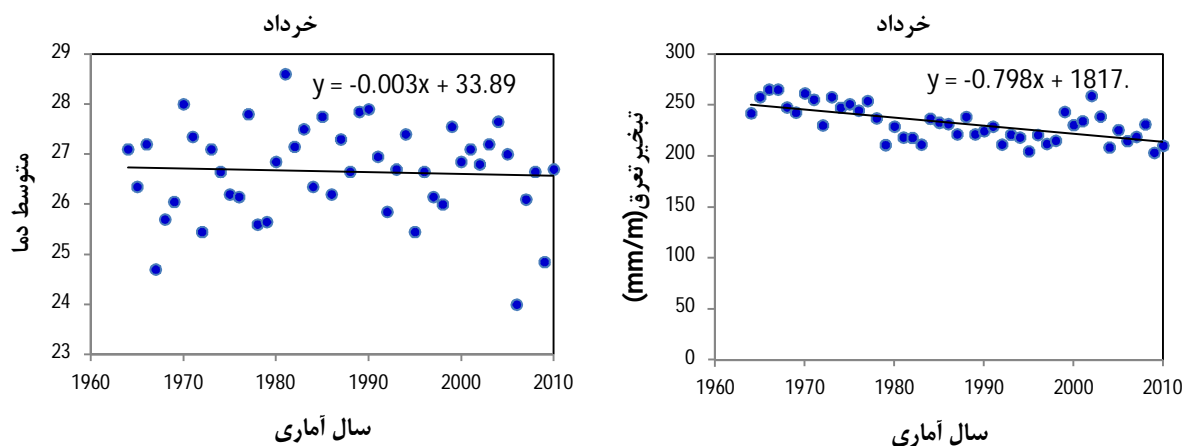 خرداد
y = -0.003x + 33.89
متوسط دما
29
28
27
26
25
24
23
1960 1970 1980 1990 2000 2010
سال آماری
خرداد
y = -0.798x + 1817.
تبخیر تعرق(mm/m)
300
250
200
150
100
50
0
1960 1970 1980 1990 2000 2010
سال آماری